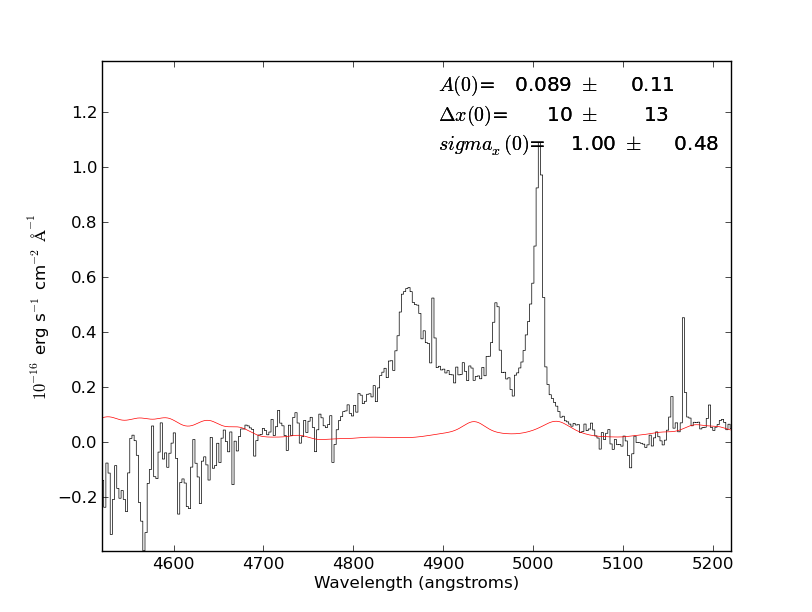 A(0)= 0.089 ± 0.11
Δx(0)= 10 ± 13
sigmaₓ(0)= 1.00 ± 0.48
1.2
1.0
0.8
0.6
0.4
0.2
0.0
−0.2
10⁻¹⁶ erg s⁻¹ cm⁻² Å⁻¹
4600 4700 4800 4900 5000 5100 5200
Wavelength (angstroms)